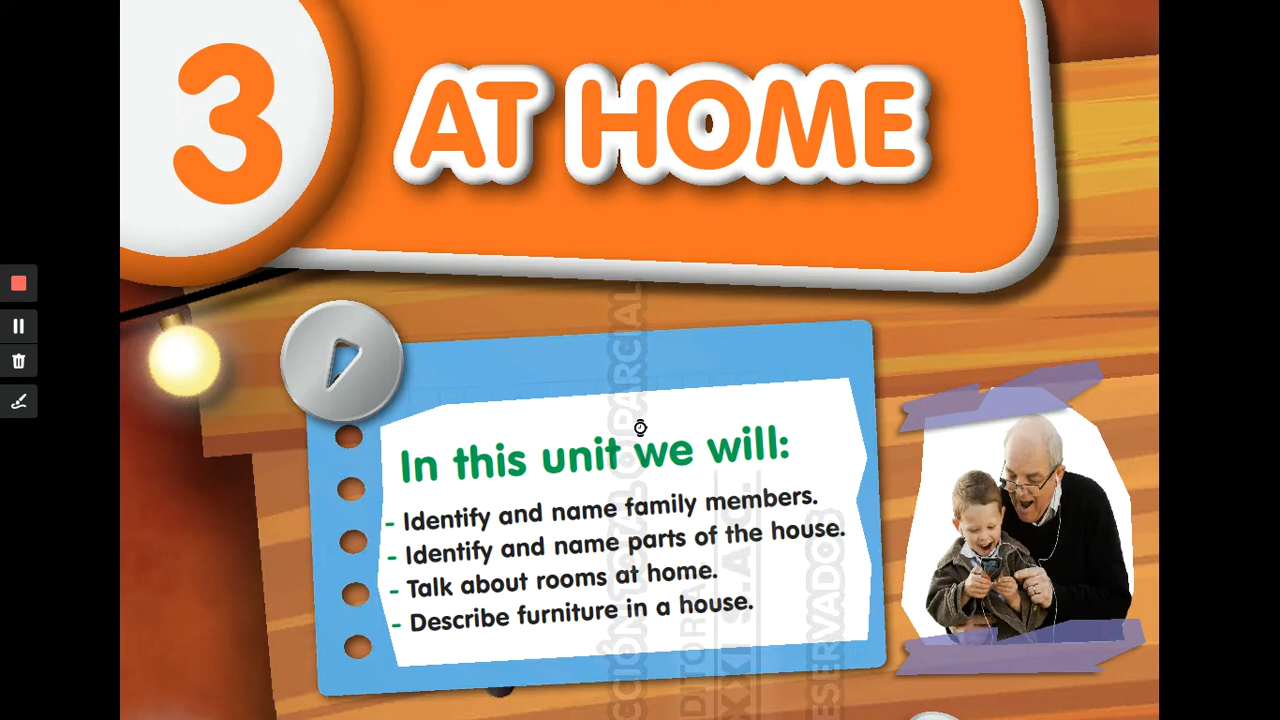 3
AT HOME
In this unit we will:
- Identify and name family members.
- Identify and name parts of the house.
- Talk about rooms at home.
- Describe furniture in a house.